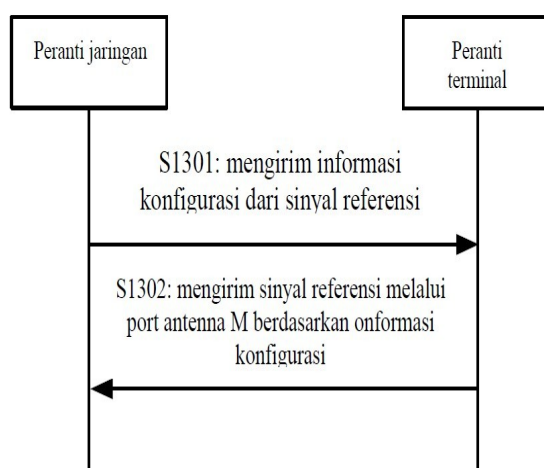 Peranti jaringan
Peranti
terminal
S1301: mengirim informasi
konfigurasi dari sinyal referensi
S1302: mengirim sinyal referensi melalui
port antenna M berdasarkan onformasi
konfigurasi